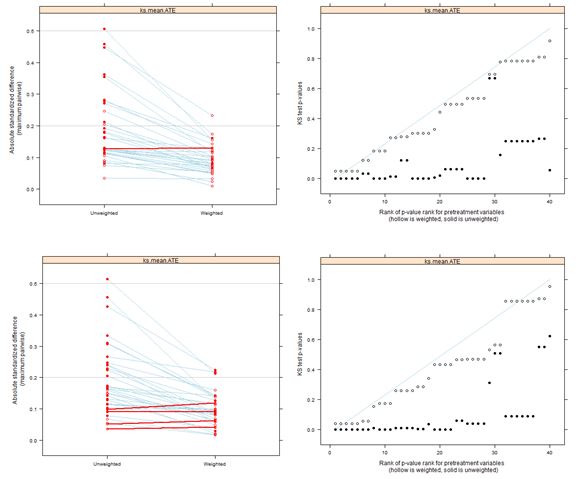 ks.mean.ATE
Absolute standardized difference
(maximum pairwise)
0.5
0.4
0.3
0.2
0.1
0.0
Unweighted
Weighted
ks.mean.ATE
KS test p-values
1.0
0.8
0.6
0.4
0.2
0.0
0
10
20
30
40
Rank of p-value rank for pretreatment variables
(hollow is weighted, solid is unweighted)
ks.mean.ATE
Absolute standardized difference
(maximum pairwise)
0.5
0.4
0.3
0.2
0.1
0.0
Unweighted
Weighted
ks.mean.ATE
KS test p-values
1.0
0.8
0.6
0.4
0.2
0.0
0
10
20
30
40
Rank of p-value rank for pretreatment variables
(hollow is weighted, solid is unweighted)